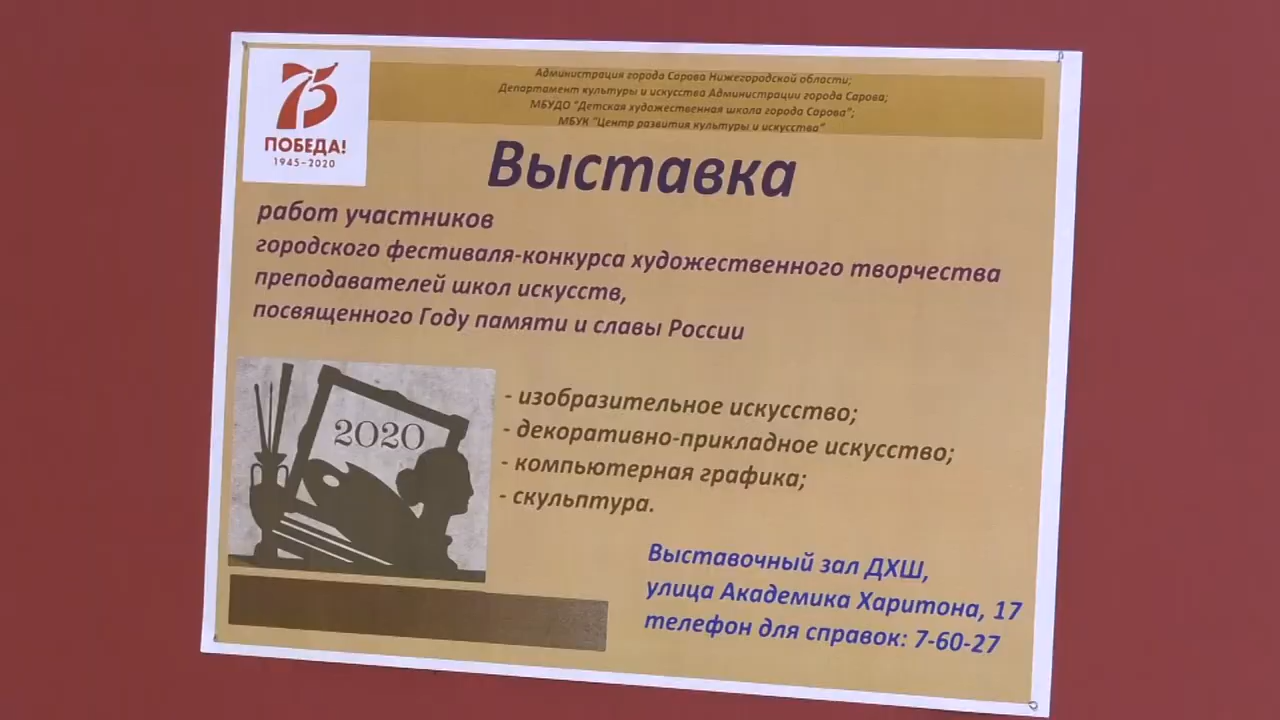 75
ПОБЕДА!
1945-2020
Администрация города Сарова Нижегородской области;
Департамент культуры и искусства Администрации города Сарова;
МБУДО "Детская художественная школа города Сарова";
МБУК "Центр развития культуры и искусства"
Выставка
работ участников
городского фестиваля-конкурса художественного творчества
преподавателей школ искусств,
посвященного Году памяти и славы России
2020
- изобразительное искусство;
- декоративно-прикладное искусство;
- компьютерная графика;
- скульптура.
Выставочный зал ДХШ,
улица Академика Харитона, 17
телефон для справок: 7-60-27